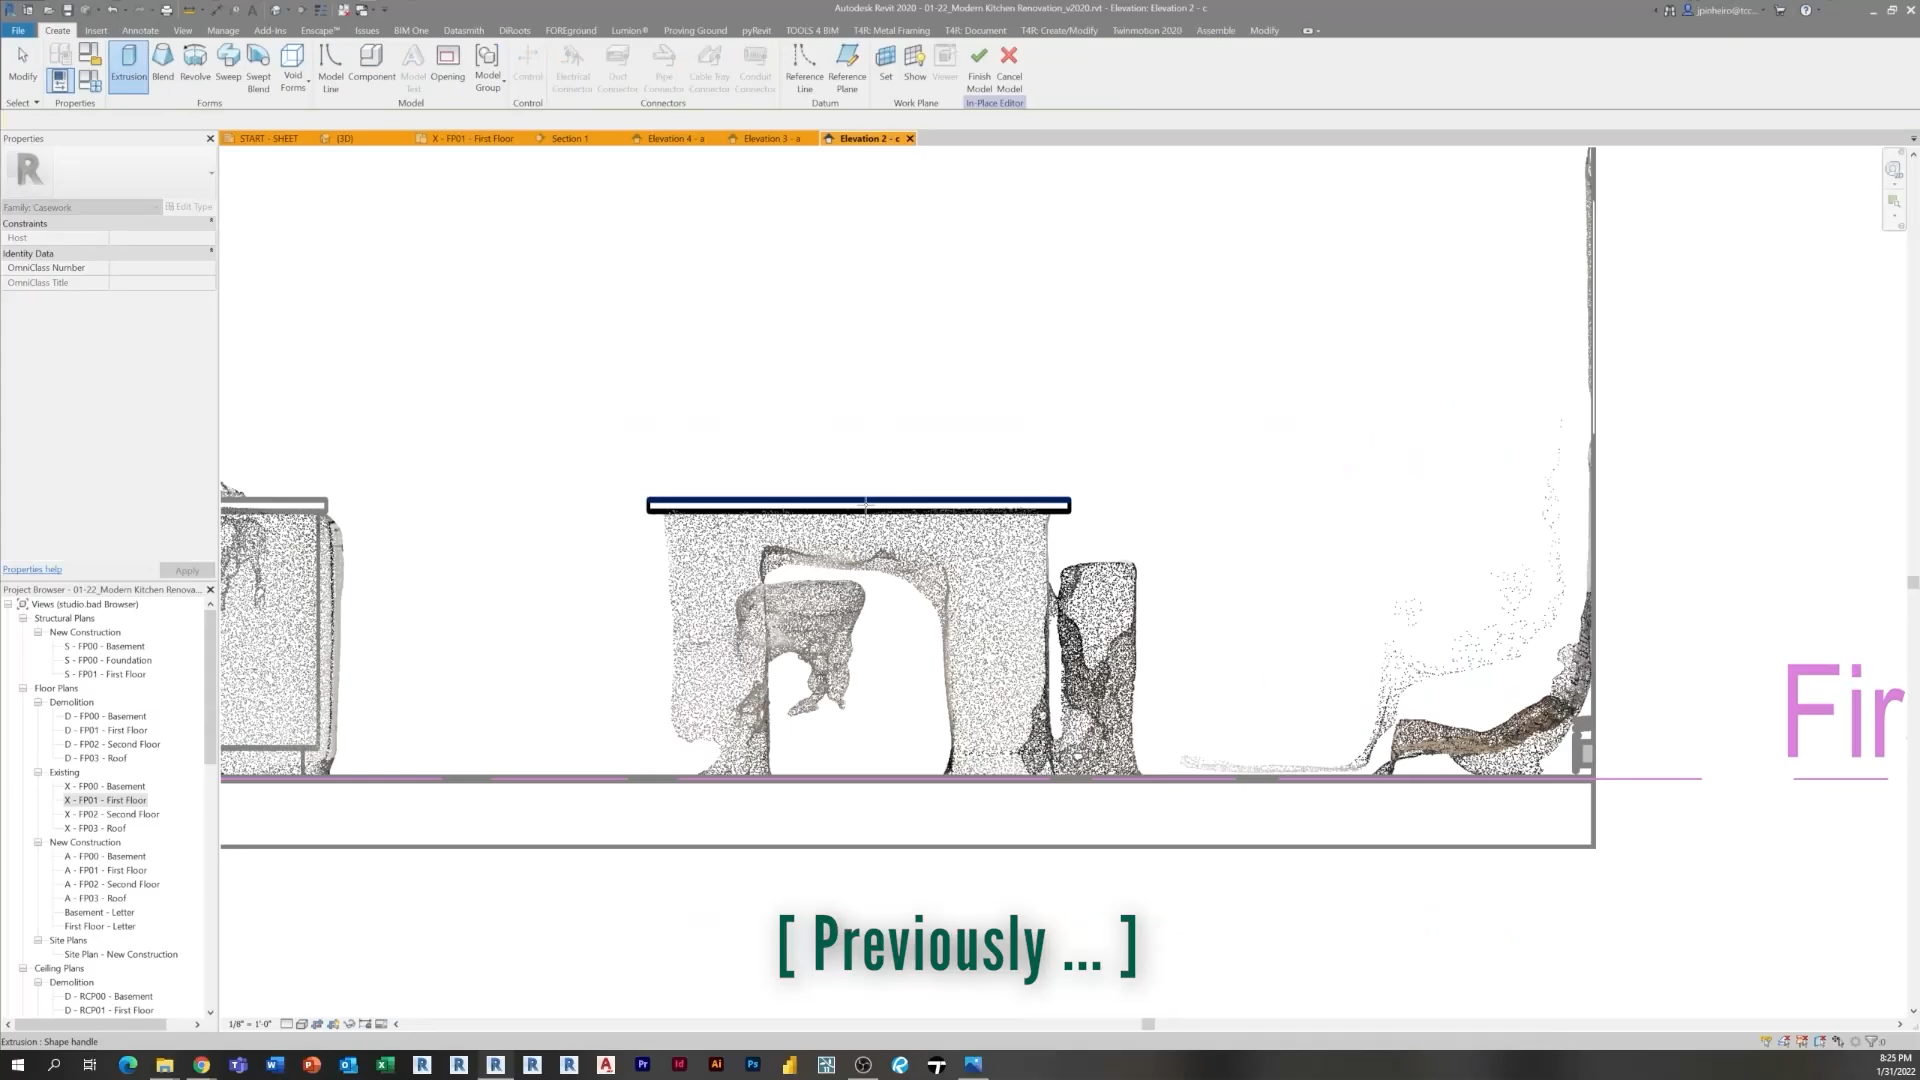 Autodesk Revit 2020 - 01-22_Modern Kitchen Renovation_v2020.rvt - Elevation: Elevation 2 - c
jpinheiro@tcc...
File Create Insert Annotate View Manage Add-Ins Enscape™ Issues BIM One Datasmith DiRoots FOREground Lumion® Proving Ground pyRevit TOOLS 4 BIM T4R: Metal Framing T4R: Document T4R: Create/Modify Twinmotion 2020 Assemble Modify
Modify Extrusion Blend Revolve Sweep Swept Blend Void Forms Model Line Component Model Text Opening Model Group Control Electrical Connector Duct Connector Pipe Connector Cable Tray Connector Conduit Connector Reference Line Reference Plane Set Show Viewer Finish Model Cancel Model
Select Properties Forms Model Control Connectors Datum Work Plane In-Place Editor
Properties
START - SHEET {3D} X - FP01 - First Floor Section 1 Elevation 4 - a Elevation 3 - a Elevation 2 - c
Family: Casework Edit Type
Constraints
Host
Identity Data
OmniClass Number
OmniClass Title
Properties help Apply
Project Browser - 01-22_Modern Kitchen Renova...
Views (studio.bad Browser)
Structural Plans
New Construction
S - FP00 - Basement
S - FP00 - Foundation
S - FP01 - First Floor
Floor Plans
Demolition
D - FP00 - Basement
D - FP01 - First Floor
D - FP02 - Second Floor
D - FP03 - Roof
Existing
X - FP00 - Basement
X - FP01 - First Floor
X - FP02 - Second Floor
X - FP03 - Roof
New Construction
A - FP00 - Basement
A - FP01 - First Floor
A - FP02 - Second Floor
A - FP03 - Roof
Basement - Letter
First Floor - Letter
Site Plans
Site Plan - New Construction
Ceiling Plans
Demolition
D - RCP00 - Basement
D - RCP01 - First Floor
Fir
[ Previously ... ]
1/8" = 1'-0"
Extrusion : Shape handle
:0
8:25 PM
1/31/2022